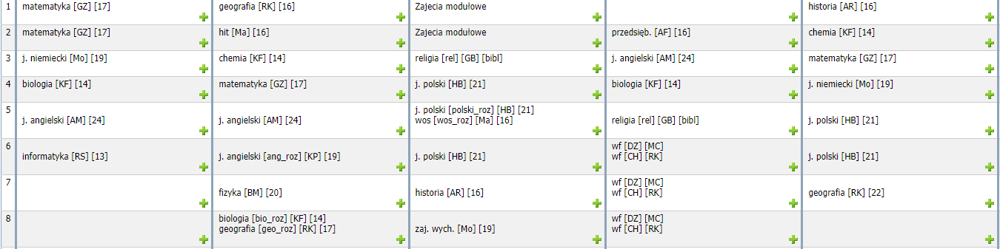 1 matematyka [GZ] [17] geografia [RK] [16] Zajecia modułowe historia [AR] [16]
2 matematyka [GZ] [17] hit [Ma] [16] Zajecia modułowe przedsięb. [AF] [16] chemia [KF] [14]
3 j. niemiecki [Mo] [19] chemia [KF] [14] religia [rel] [GB] [bibl] j. angielski [AM] [24] matematyka [GZ] [17]
4 biologia [KF] [14] matematyka [GZ] [17] j. polski [HB] [21] biologia [KF] [14] j. niemiecki [Mo] [19]
5 j. polski [polski_roz] [HB] [21]
j. angielski [AM] [24] j. angielski [AM] [24] wos [wos_roz] [Ma] [16] religia [rel] [GB] [bibl] j. polski [HB] [21]
6 wf [DZ] [MC]
informatyka [RS] [13] j. angielski [ang_roz] [KP] [19] j. polski [HB] [21] wf [CH] [RK] j. polski [HB] [21]
7 wf [DZ] [MC]
fizyka [BM] [20] historia [AR] [16] wf [CH] [RK] geografia [RK] [22]
8 biologia [bio_roz] [KF] [14] wf [DZ] [MC]
geografia [geo_roz] [RK] [17] zaj. wych. [Mo] [19] wf [CH] [RK]